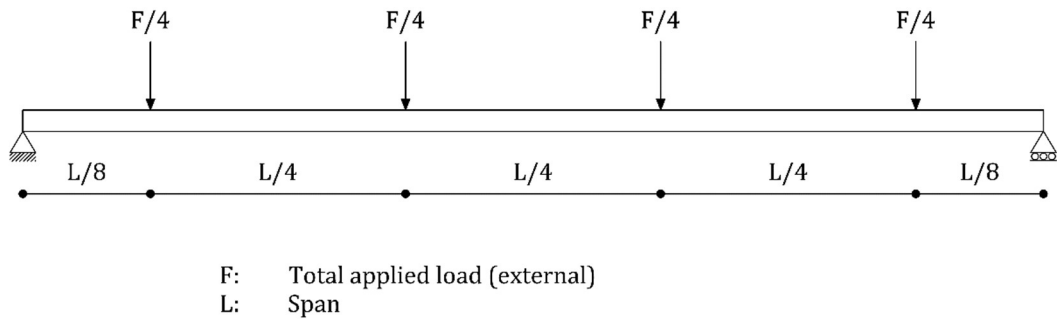 F/4 F/4 F/4 F/4
L/8 L/4 L/4 L/4 L/8
F: Total applied load (external)
L: Span